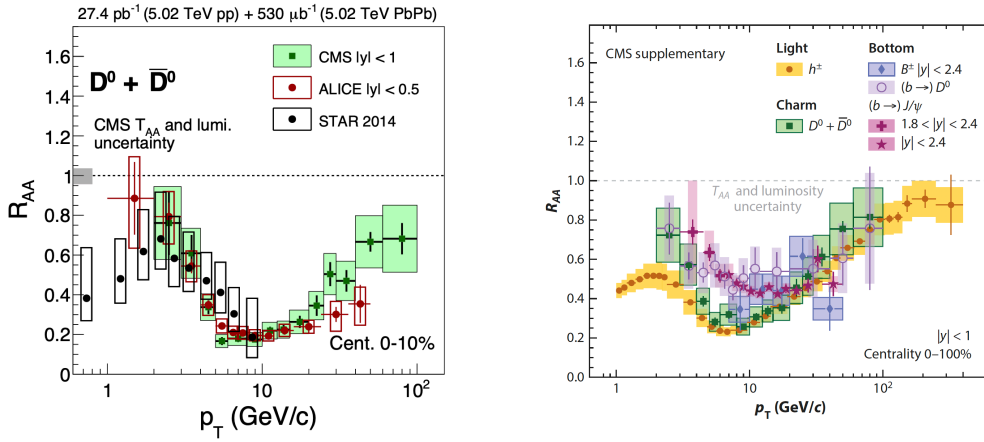 27.4 pb⁻¹ (5.02 TeV pp) + 530 μb⁻¹ (5.02 TeV PbPb)
R_AA
1.6
1.4
1.2
1
0.8
0.6
0.4
0.2
0
D⁰ + D̅⁰
CMS |y| < 1
ALICE |y| < 0.5
STAR 2014
CMS T_AA and lumi.
uncertainty
Cent. 0-10%
1
10
10²
p_T (GeV/c)
CMS supplementary
R_AA
1.6
1.4
1.2
1.0
0.8
0.6
0.4
0.2
0.0
Light
h±
Charm
D⁰ + D̅⁰
Bottom
B± |y| < 2.4
(b →) D⁰
(b →) J/ψ
1.8 < |y| < 2.4
|y| < 2.4
T_AA and luminosity
uncertainty
|y| < 1
Centrality 0–100%
1
10
10²
p_T (GeV/c)